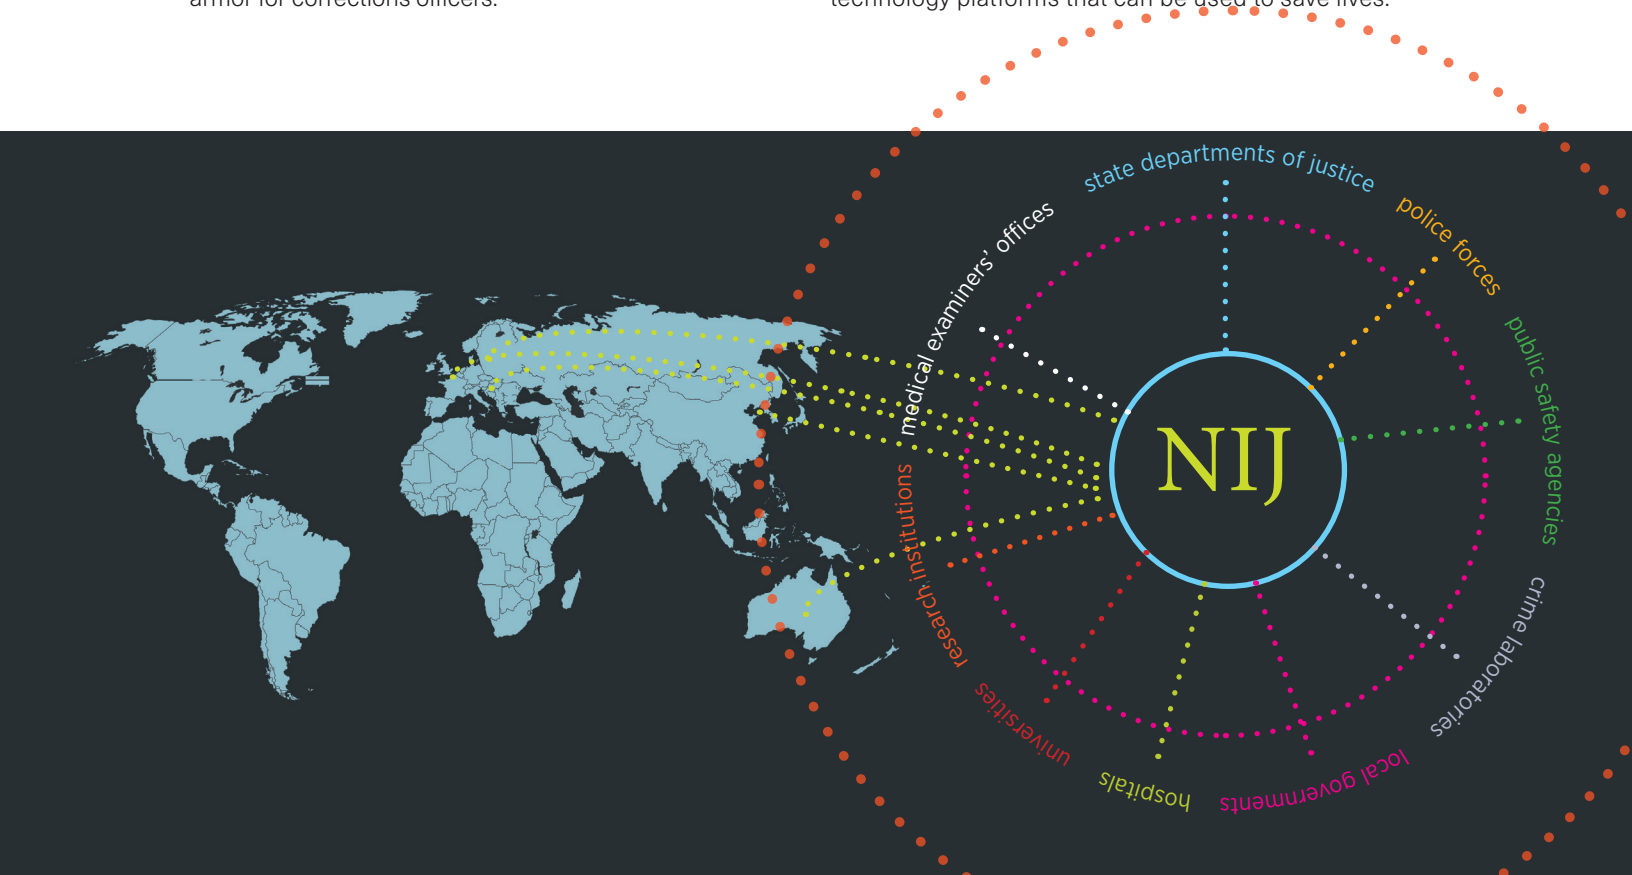 armor for corrections officers.
technology platforms that can be used to save lives.
state departments of justice
police forces
public safety agencies
crime laboratories
local governments
hospitals
universities
research institutions
medical examiners’ offices
NIJ